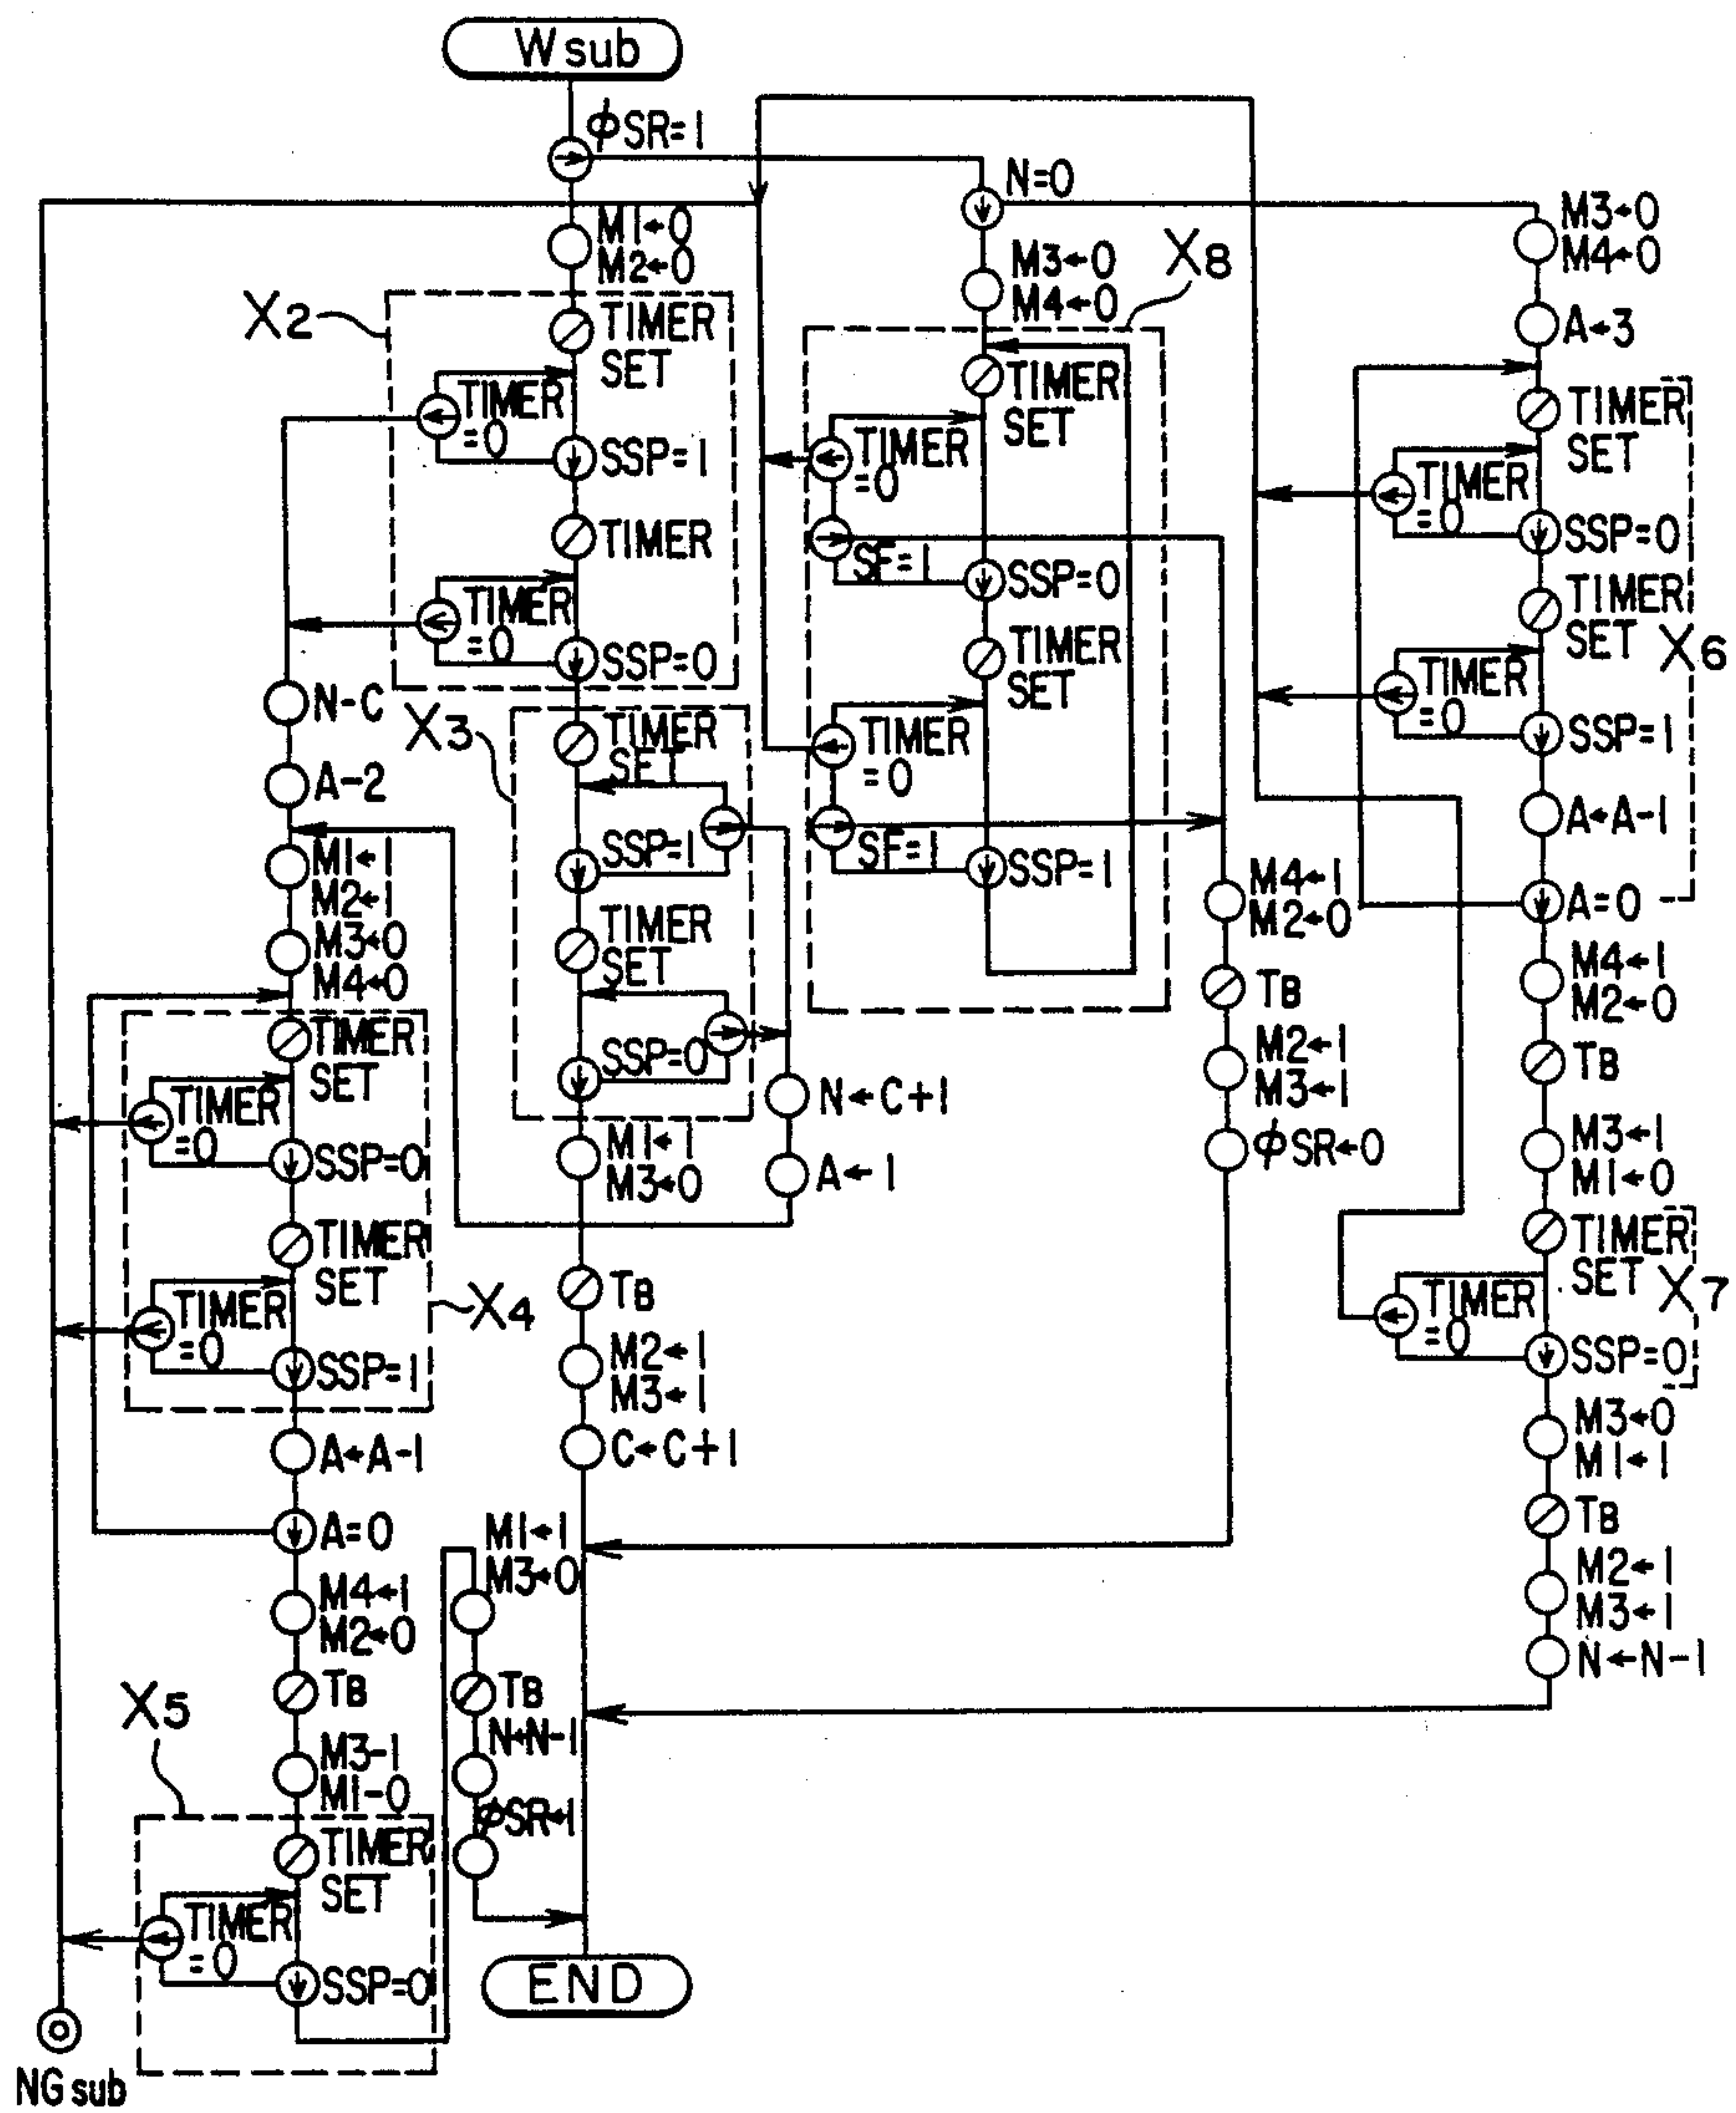 W sub
ϕSR=1
M1←0
M2←0
X2
TIMER
SET
TIMER
=0
SSP=1
TIMER
TIMER
=0
SSP=0
X3
TIMER
SET
SSP=1
TIMER
SET
SSP=0
M1←1
M3←0
TB
M2←1
M3←1
C←C+1
N←C+1
A←1
N-C
A-2
M1←1
M2←1
M3←0
M4←0
TIMER
SET
TIMER
=0
SSP=0
TIMER
SET
X4
TIMER
=0
SSP=1
A←A-1
A=0
M4←1
M2←0
TB
M3-1
M1-0
X5
TIMER
SET
TIMER
=0
SSP=0
M1←1
M3←0
TB
N←N-1
ϕSR←1
END
NG sub
N=0
M3←0
M4←0
X8
TIMER
SET
TIMER
=0
SF=1
SSP=0
TIMER
SET
TIMER
=0
SF=1
SSP=1
M4←1
M2←0
TB
M2←1
M3←1
ϕSR←0
M3←0
M4←0
A←3
TIMER
SET
TIMER
=0
SSP=0
TIMER
SET
X6
TIMER
=0
SSP=1
A←A-1
A=0
M4←1
M2←0
TB
M3←1
M1←0
TIMER
SET
X7
TIMER
=0
SSP=0
M3←0
M1←1
TB
M2←1
M3←1
N←N-1